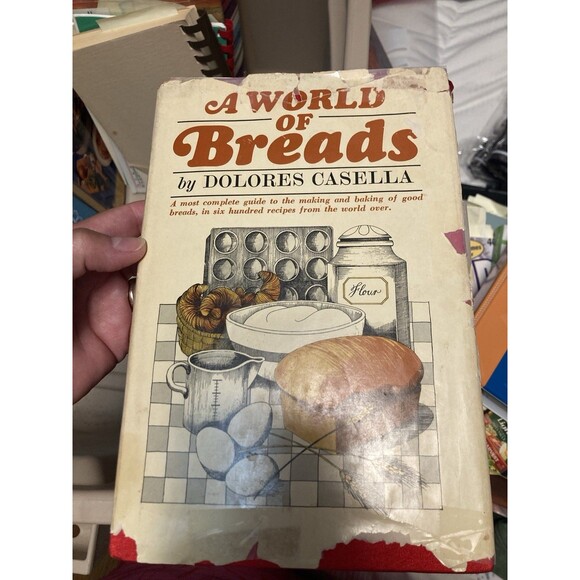 A WORLD
OF
Breads
by DOLORES CASELLA
A most complete guide to the making and baking of good
breads, in six hundred recipes from the world over.
Flour